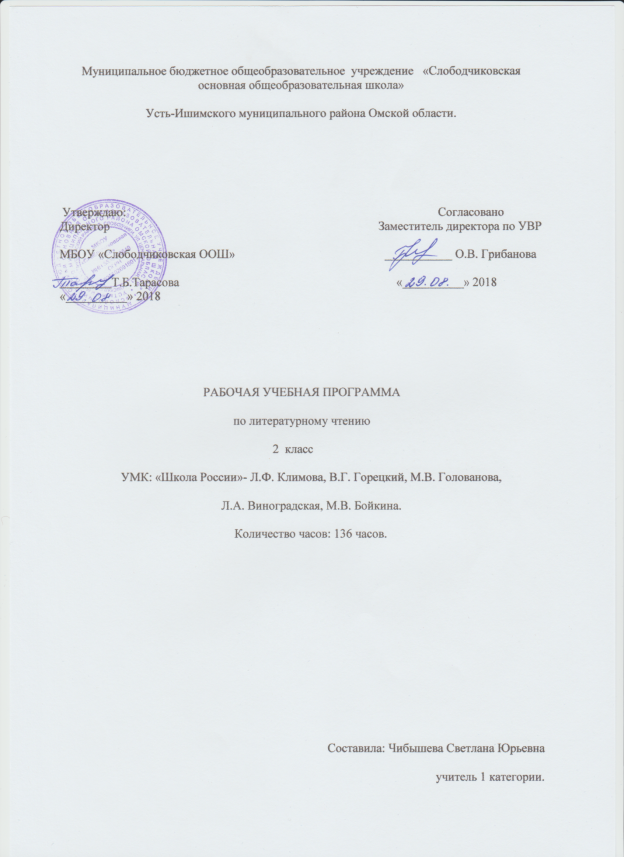 Муниципальное бюджетное общеобразовательное учреждение «Слободчиковская
основная общеобразовательная школа»
Усть-Ишимского муниципального района Омской области.
Утверждаю: Согласовано
Директор Заместитель директора по УВР
МБОУ «Слободчиковская ООШ» О.В. Грибанова
Т.Б.Тарасова « 29.08. » 2018
« 29.08. » 2018
РАБОЧАЯ УЧЕБНАЯ ПРОГРАММА
по литературному чтению
2 класс
УМК: «Школа России»- Л.Ф. Климова, В.Г. Горецкий, М.В. Голованова,
Л.А. Виноградская, М.В. Бойкина.
Количество часов: 136 часов.
Составила: Чибышева Светлана Юрьевна
учитель 1 категории.